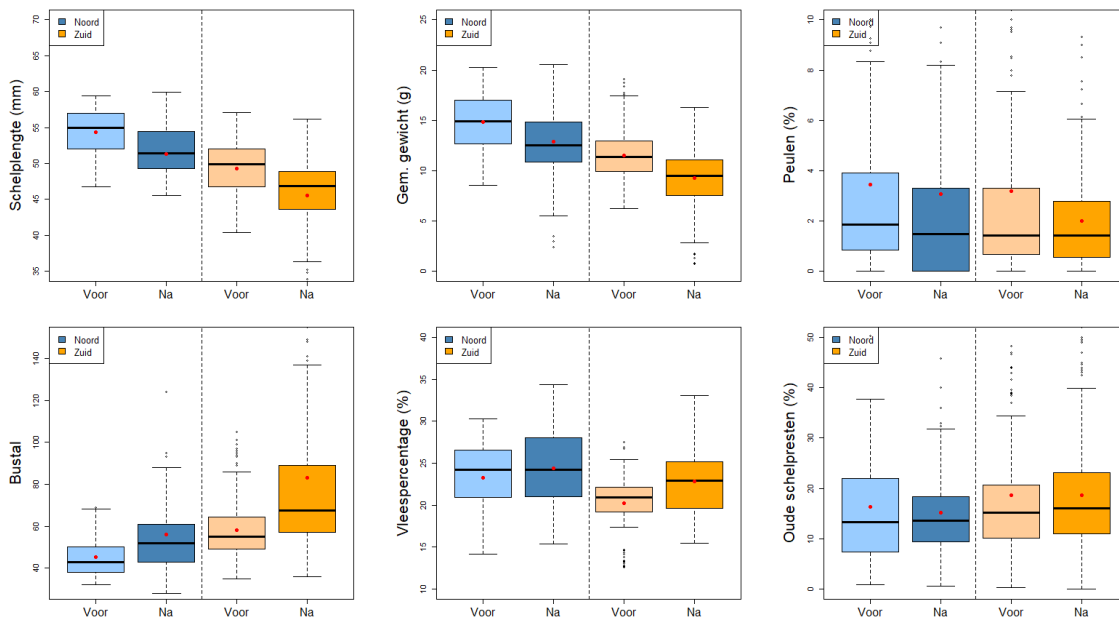 Schelplengte (mm)
70
65
60
55
50
45
40
35
Noord
Zuid
Voor Na Voor Na
Gem. gewicht (g)
25
20
15
10
5
0
Noord
Zuid
Voor Na Voor Na
Peulen (%)
10
8
6
4
2
0
Noord
Zuid
Voor Na Voor Na
Bustal
140
120
100
80
60
40
Noord
Zuid
Voor Na Voor Na
Vleespercentage (%)
40
35
30
25
20
15
10
Noord
Zuid
Voor Na Voor Na
Oude schelpresten (%)
50
40
30
20
10
0
Noord
Zuid
Voor Na Voor Na